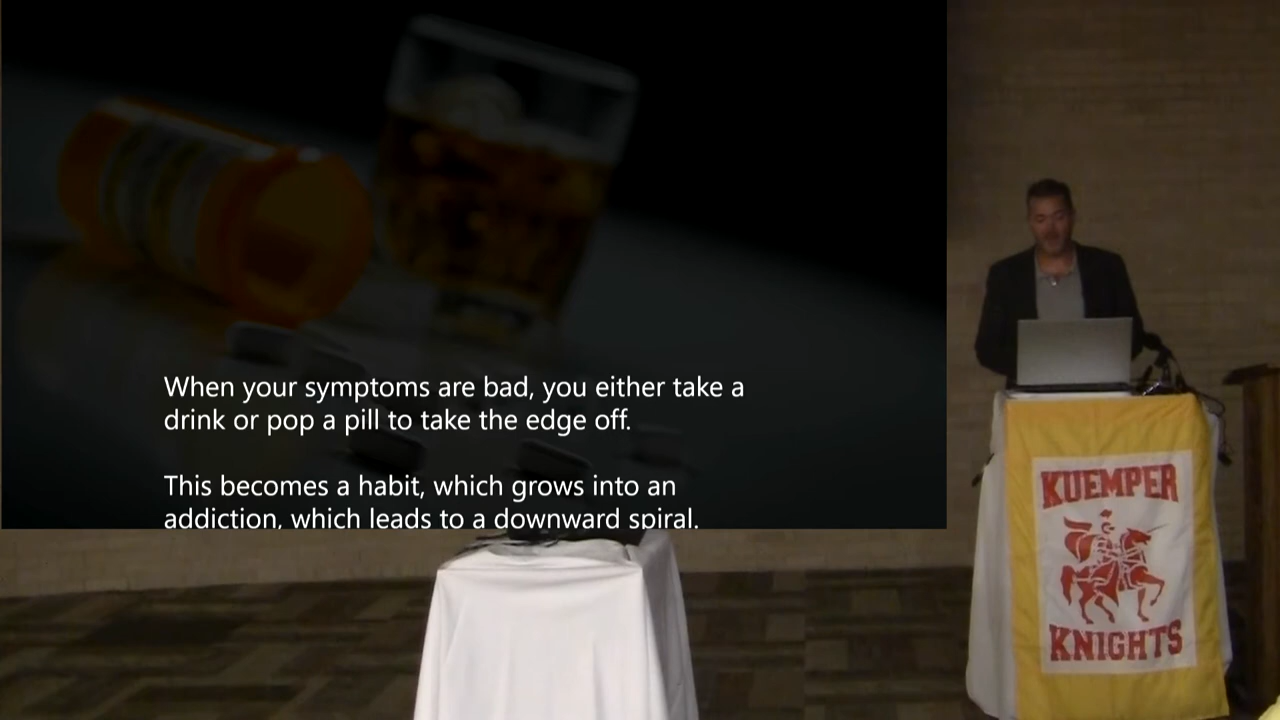 When your symptoms are bad, you either take a
drink or pop a pill to take the edge off.
This becomes a habit, which grows into an
addiction, which leads to a downward spiral.
KUEMPER
KNIGHTS